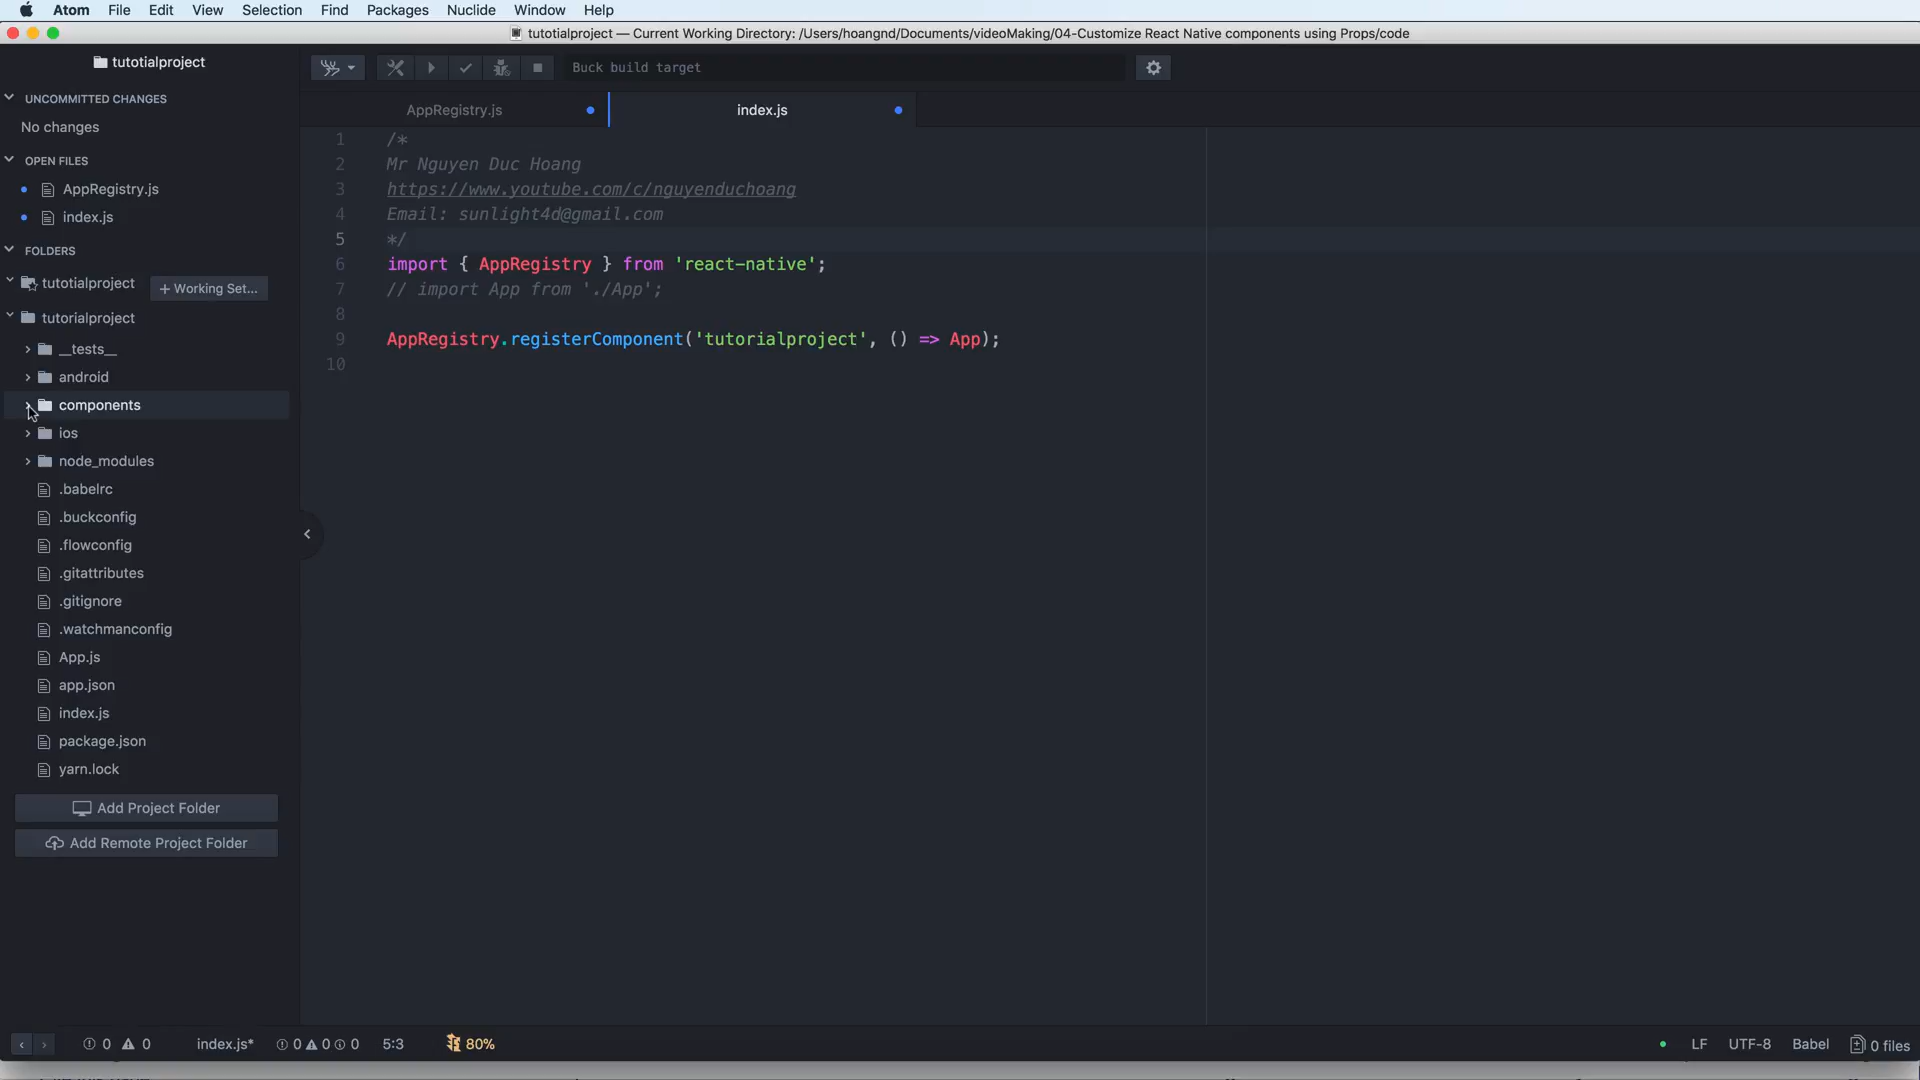 Atom File Edit View Selection Find Packages Nuclide Window Help
tutotialproject — Current Working Directory: /Users/hoangnd/Documents/videoMaking/04-Customize React Native components using Props/code
tutotialproject
Buck build target
UNCOMMITTED CHANGES
No changes
OPEN FILES
AppRegistry.js
index.js
FOLDERS
tutotialproject
+ Working Set...
tutorialproject
__tests__
android
components
ios
node_modules
.babelrc
.buckconfig
.flowconfig
.gitattributes
.gitignore
.watchmanconfig
App.js
app.json
index.js
package.json
yarn.lock
Add Project Folder
Add Remote Project Folder
AppRegistry.js
index.js
1 /*
2 Mr Nguyen Duc Hoang
3 https://www.youtube.com/c/nguyenduchoang
4 Email: sunlight4d@gmail.com
5 */
6 import { AppRegistry } from 'react-native';
7 // import App from './App';
8
9 AppRegistry.registerComponent('tutorialproject', () => App);
10
0 0 index.js* 0 0 0 5:3 80% LF UTF-8 Babel 0 files